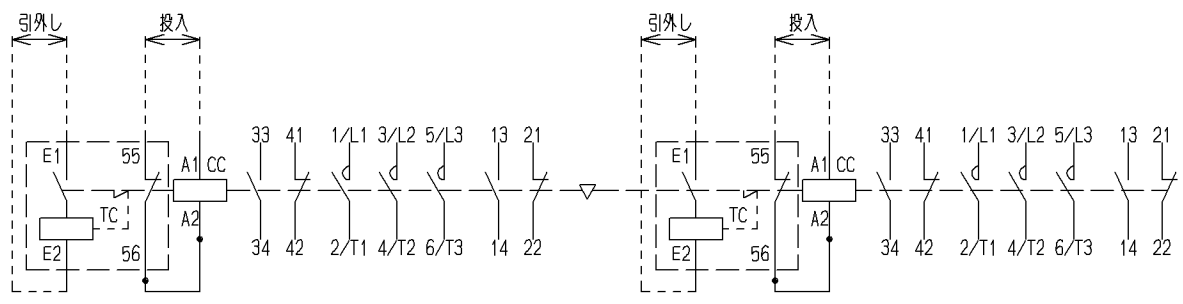 引外し 投入 引外し 投入
33 41 1/L1 3/L2 5/L3 13 21 33 41 1/L1 3/L2 5/L3 13 21
E1 55 A1 CC E1 55 A1 CC
TC A2 TC A2
E2 56 34 42 2/T1 4/T2 6/T3 14 22 E2 56 34 42 2/T1 4/T2 6/T3 14 22